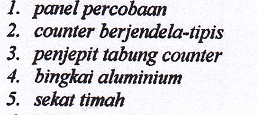 1. panel percobaan
2. counter berjendela-tipis
3. penjepit tabung counter
4. bingkai aluminium
5. sekat timah